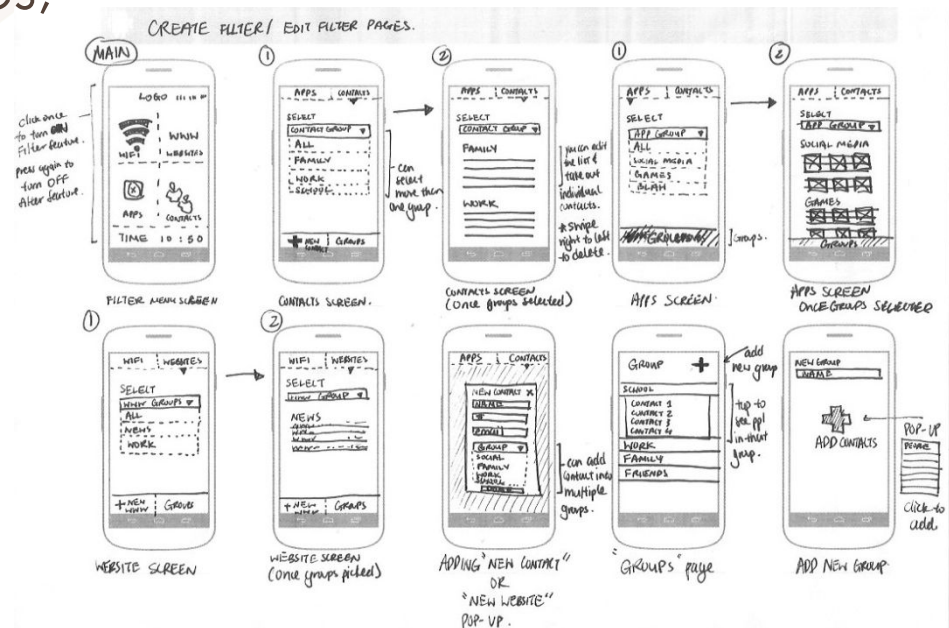 CREATE FILTER/ EDIT FILTER PAGES.
MAIN
click once
to turn ON
Filter feature.
press again to
turn OFF
filter feature.
LOGO
WIFI
WWW
WEBSITES
APPS
CONTACTS
TIME 10:50
FILTER MENU SCREEN
1
APPS CONTACTS
SELECT
CONTACT GROUP
ALL
FAMILY
WORK
SCHOOL
+ NEW CONTACT GROUPS
can
select
more then
one group.
CONTACTS SCREEN.
2
APPS CONTACTS
SELECT
CONTACT GROUP
FAMILY
WORK
you can edit
the list &
take out
individual
contacts.
* swipe
right to left
to delete.
CONTACTS SCREEN
(once groups selected)
1
APPS CONTACTS
SELECT
APP GROUP
ALL
SOCIAL MEDIA
GAMES
BLAH
Groups.
APPS SCREEN.
2
APPS CONTACTS
SELECT
APP GROUP
SOCIAL MEDIA
GAMES
GROUPS
APPS SCREEN
ONCE GROUPS SELECTED
1
WIFI WEBSITES
SELECT
WWW GROUPS
ALL
NEWS
WORK
+ NEW WWW GROUPS
WEBSITE SCREEN
2
WIFI WEBSITES
SELECT
WWW GROUP
NEWS
+ NEW WWW GROUPS
WEBSITE SCREEN
(once groups picked)
APPS CONTACTS
NEW CONTACT X
NAME
#
EMAIL
GROUP
SOCIAL
FAMILY
WORK
SCHOOL
DONE
can add
contact into
multiple
groups.
ADDING "NEW CONTACT"
OR
"NEW WEBSITE"
POP-UP.
GROUP +
add
new group
SCHOOL
CONTACT 1
CONTACT 2
CONTACT 3
CONTACT 4
WORK
FAMILY
FRIENDS
tap to
see ppl
in that
group.
"GROUPS" page
NEW GROUP
NAME
ADD CONTACTS
POP-UP
PEOPLE
click to
add
ADD NEW GROUP